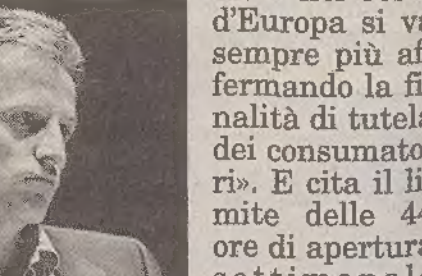 d'Europa si va
sempre più af
fermando la fi
nalità di tutela
dei consumato
ri». E cita il li
mite delle 44
ore di apertura